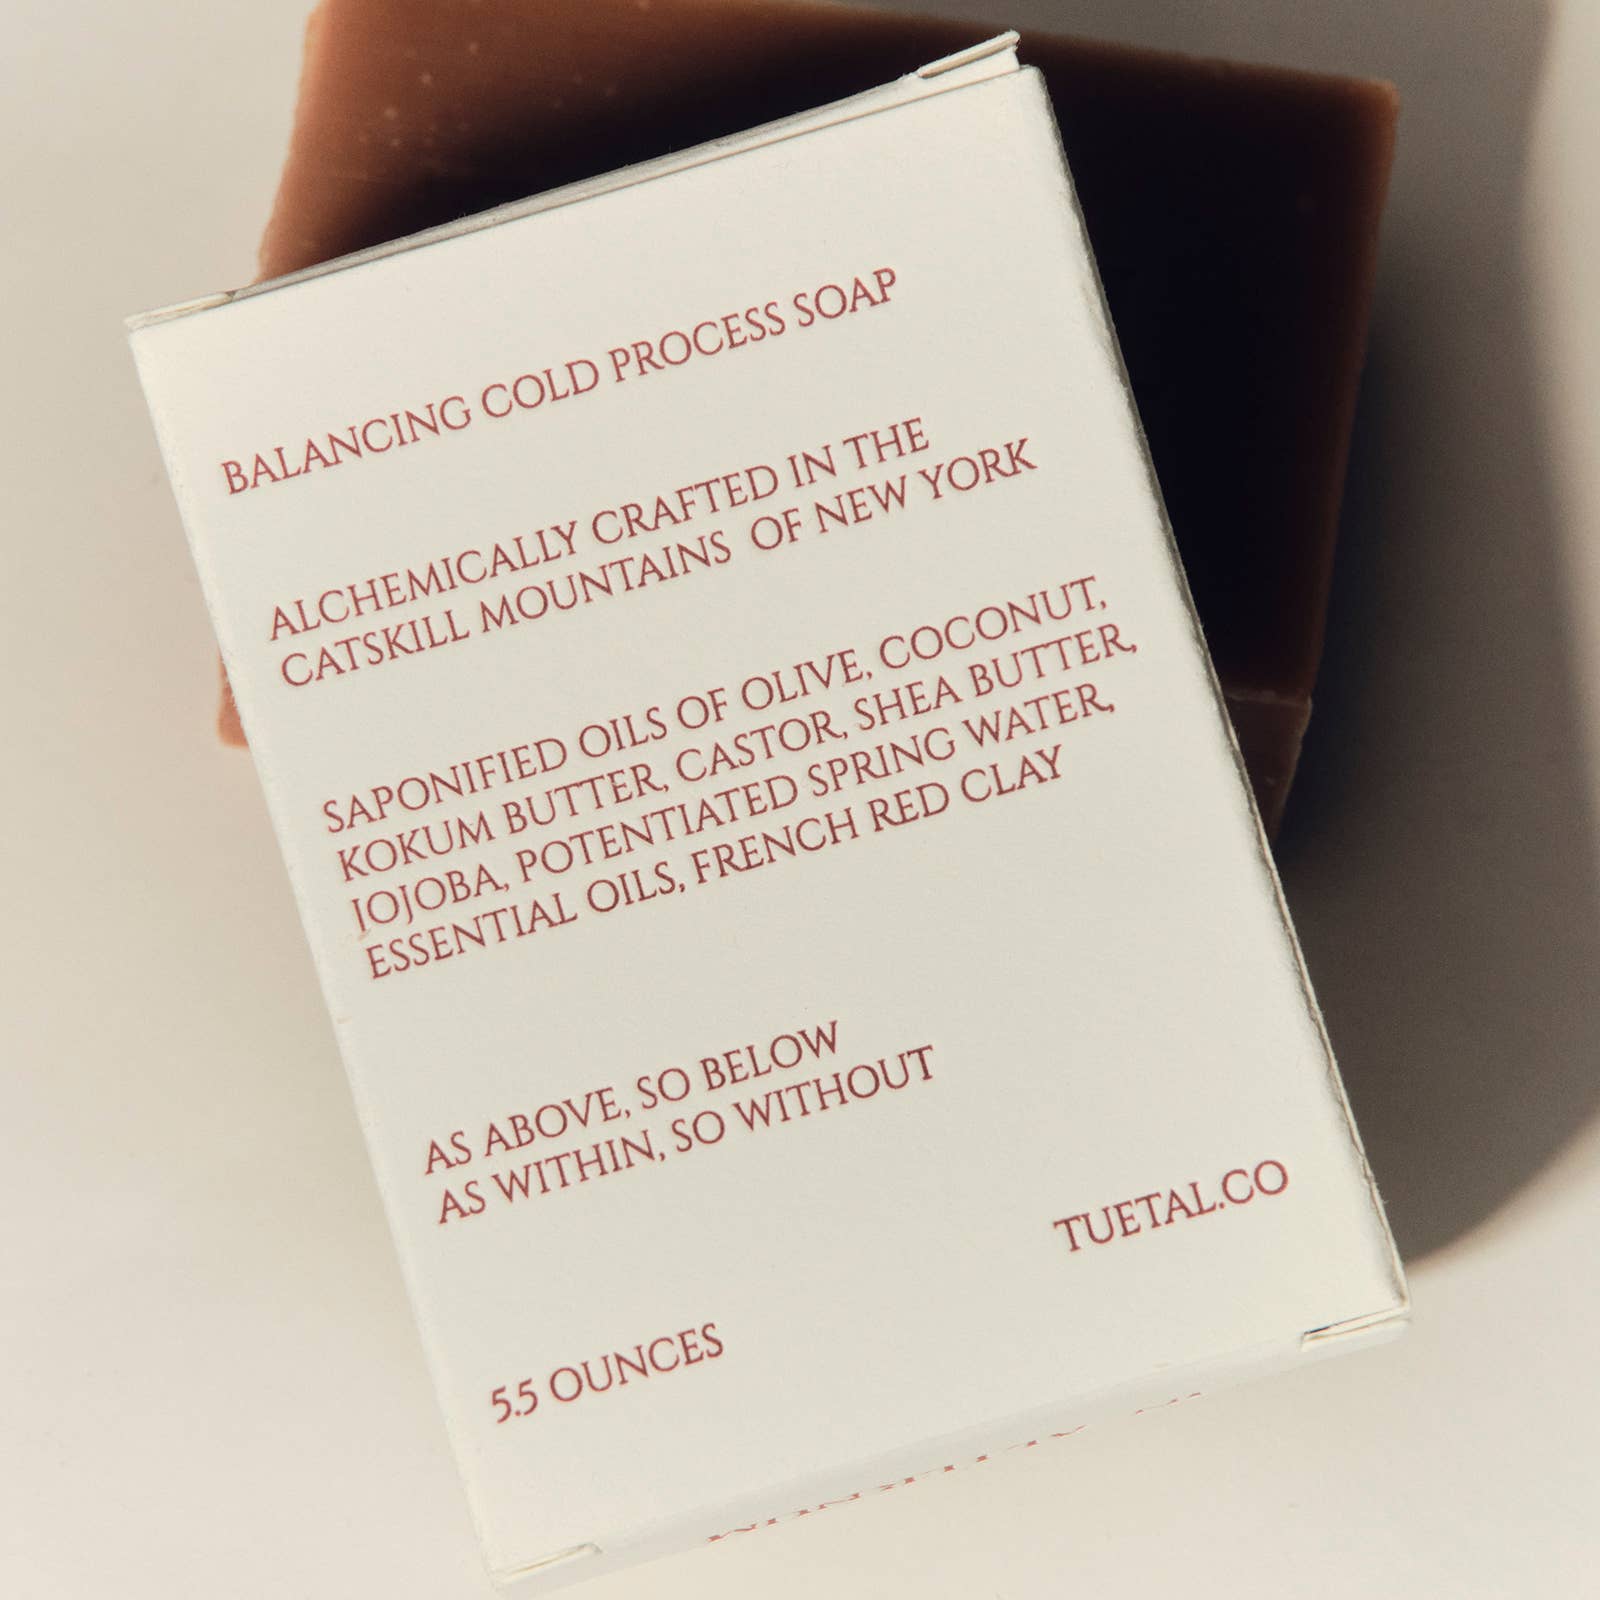 BALANCING COLD PROCESS SOAP
ALCHEMICALLY CRAFTED IN THE
CATSKILL MOUNTAINS OF NEW YORK
SAPONIFIED OILS OF OLIVE, COCONUT,
KOKUM BUTTER, CASTOR, SHEA BUTTER,
JOJOBA, POTENTIATED SPRING WATER,
ESSENTIAL OILS, FRENCH RED CLAY
AS ABOVE, SO BELOW
AS WITHIN, SO WITHOUT
TUETAL.CO
5.5 OUNCES